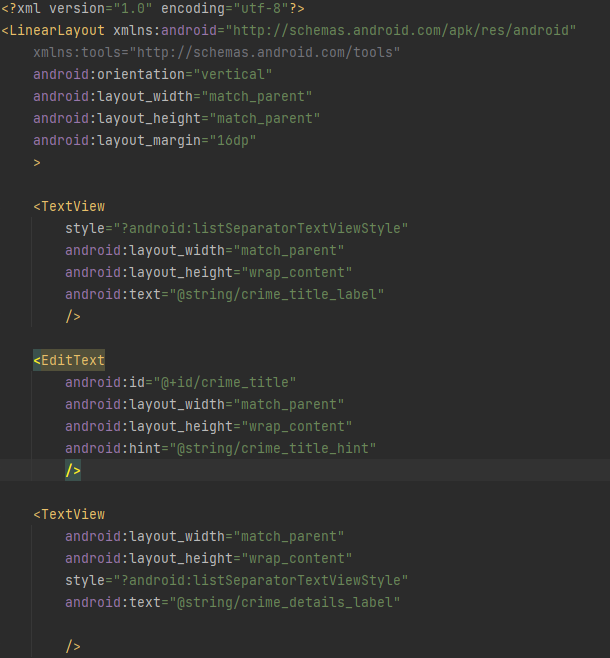 <?xml version="1.0" encoding="utf-8"?>
<LinearLayout xmlns:android="http://schemas.android.com/apk/res/android"
    xmlns:tools="http://schemas.android.com/tools"
    android:orientation="vertical"
    android:layout_width="match_parent"
    android:layout_height="match_parent"
    android:layout_margin="16dp"
    >
    <TextView
        style="?android:listSeparatorTextViewStyle"
        android:layout_width="match_parent"
        android:layout_height="wrap_content"
        android:text="@string/crime_title_label"
        />
    <EditText
        android:id="@+id/crime_title"
        android:layout_width="match_parent"
        android:layout_height="wrap_content"
        android:hint="@string/crime_title_hint"
        />
    <TextView
        android:layout_width="match_parent"
        android:layout_height="wrap_content"
        style="?android:listSeparatorTextViewStyle"
        android:text="@string/crime_details_label"
        />